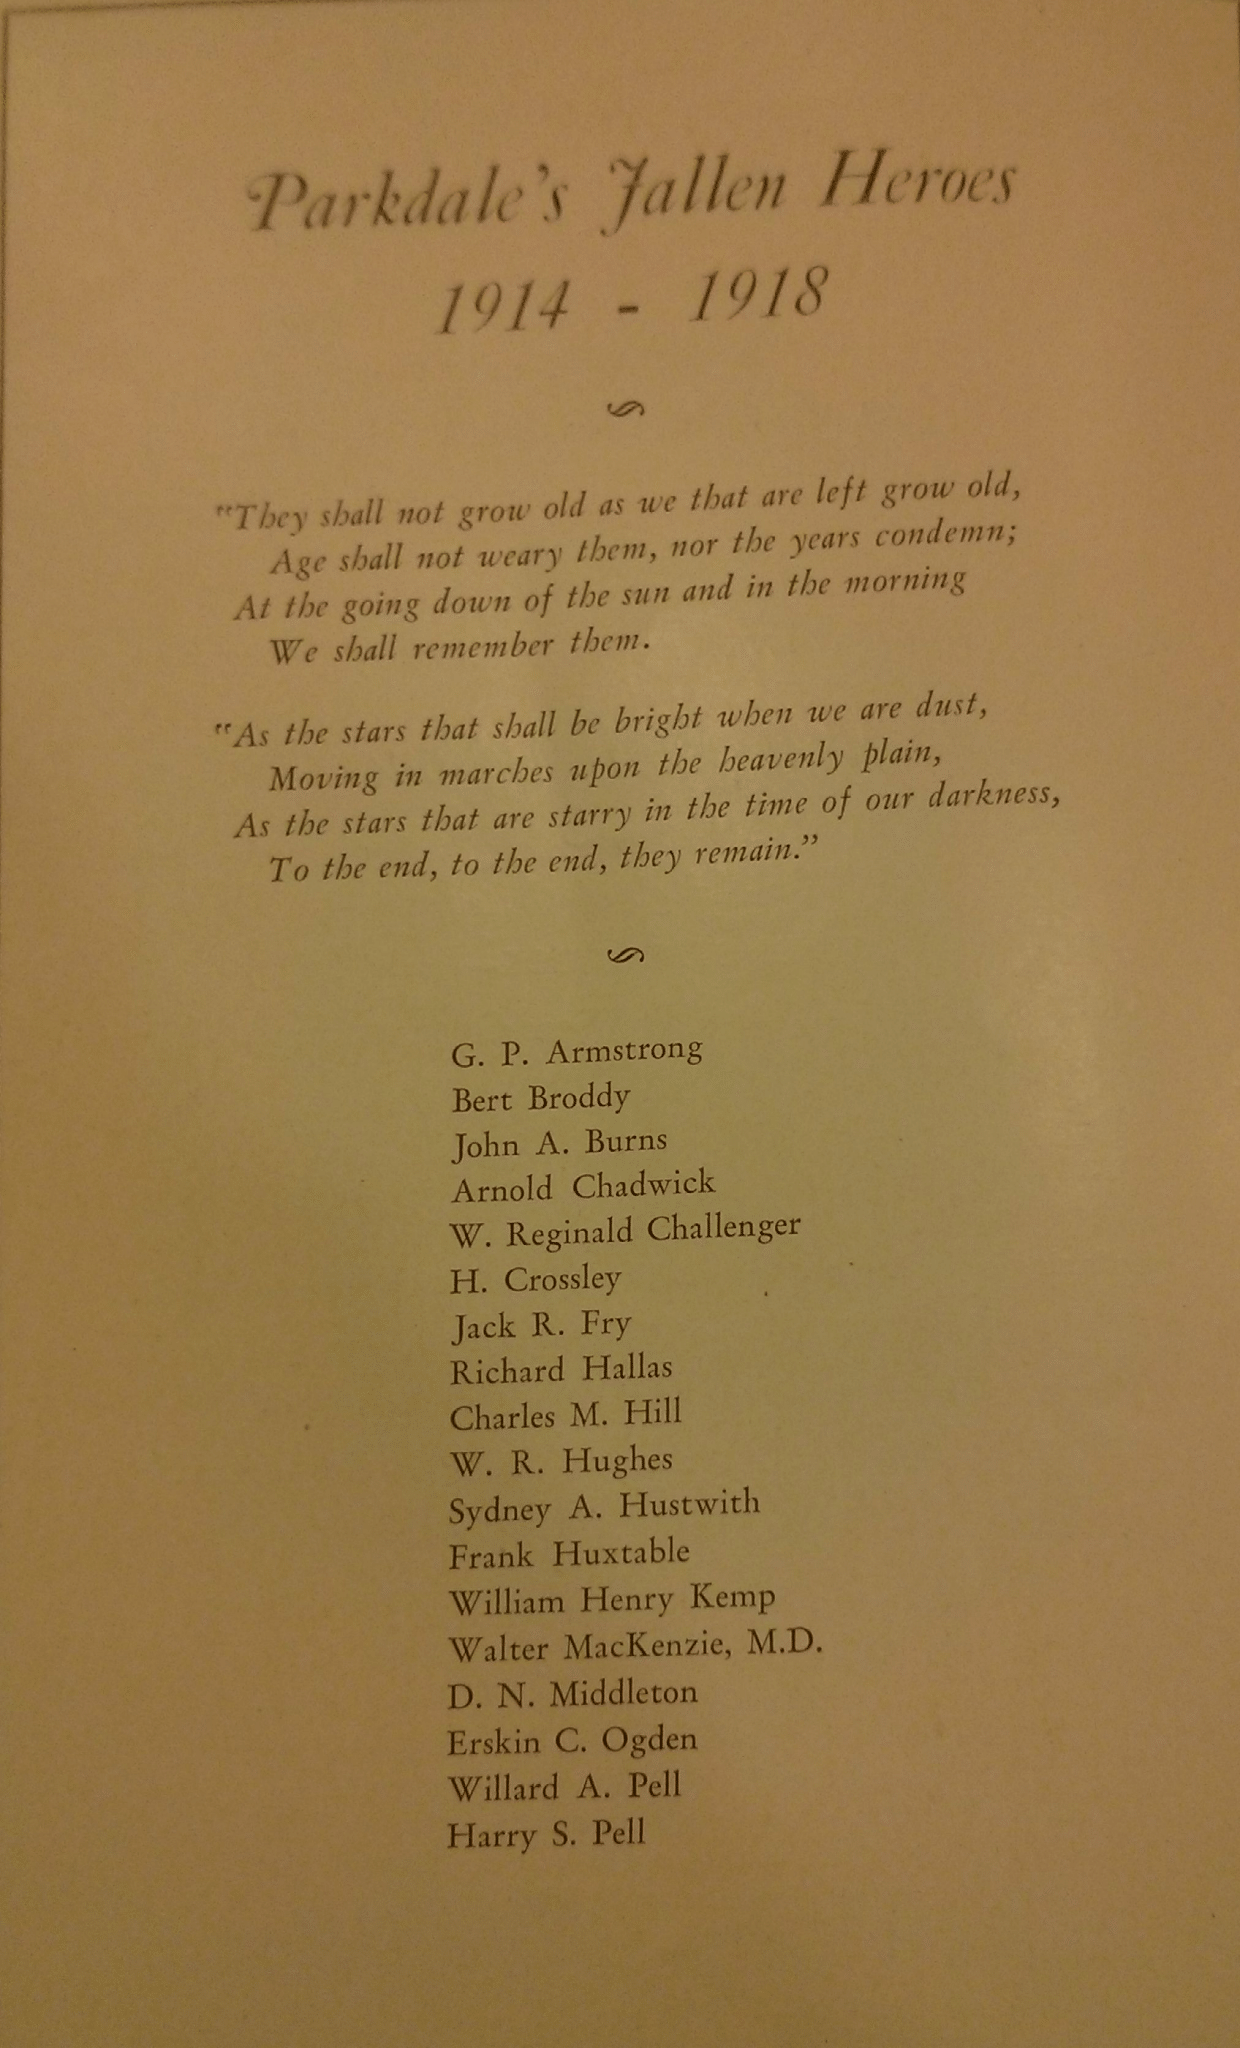 Parkdale's Fallen Heroes
1914 - 1918
"They shall not grow old as we that are left grow old,
Age shall not weary them, nor the years condemn;
At the going down of the sun and in the morning
We shall remember them.
"As the stars that shall be bright when we are dust,
Moving in marches upon the heavenly plain,
As the stars that are starry in the time of our darkness,
To the end, to the end, they remain."
G. P. Armstrong
Bert Broddy
John A. Burns
Arnold Chadwick
W. Reginald Challenger
H. Crossley
Jack R. Fry
Richard Hallas
Charles M. Hill
W. R. Hughes
Sydney A. Hustwith
Frank Huxtable
William Henry Kemp
Walter MacKenzie, M.D.
D. N. Middleton
Erskin C. Ogden
Willard A. Pell
Harry S. Pell